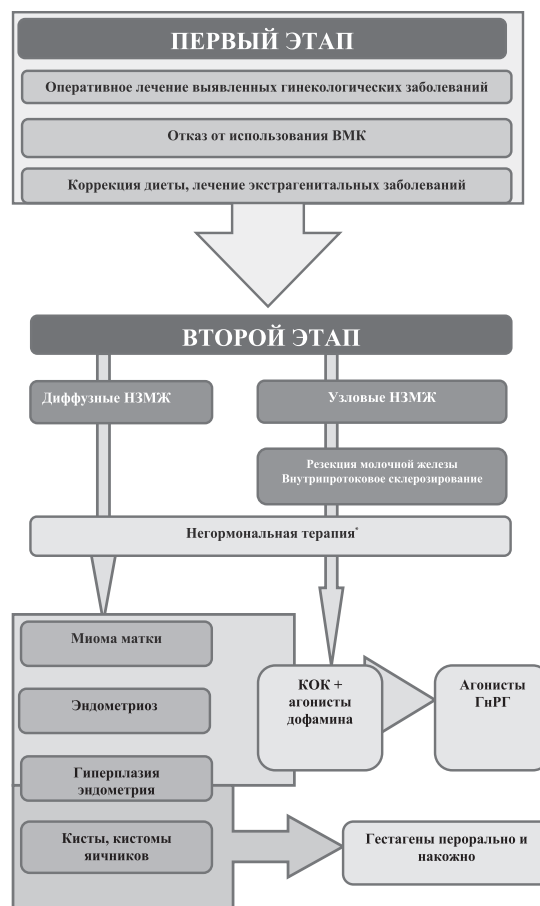 ПЕРВЫЙ ЭТАП
Оперативное лечение выявленных гинекологических заболеваний
Отказ от использования ВМК
Коррекция диеты, лечение экстрагенитальных заболеваний
ВТОРОЙ ЭТАП
Диффузные НЗМЖ
Узловые НЗМЖ
Резекция молочной железы
Внутрипротоковое склерозирование
Негормональная терапия*
Миома матки
Эндометриоз
Гиперплазия
эндометрия
Кисты, кистомы
яичников
КОК +
агонисты
дофамина
Агонисты
ГнРГ
Гестагены перорально и
накожно